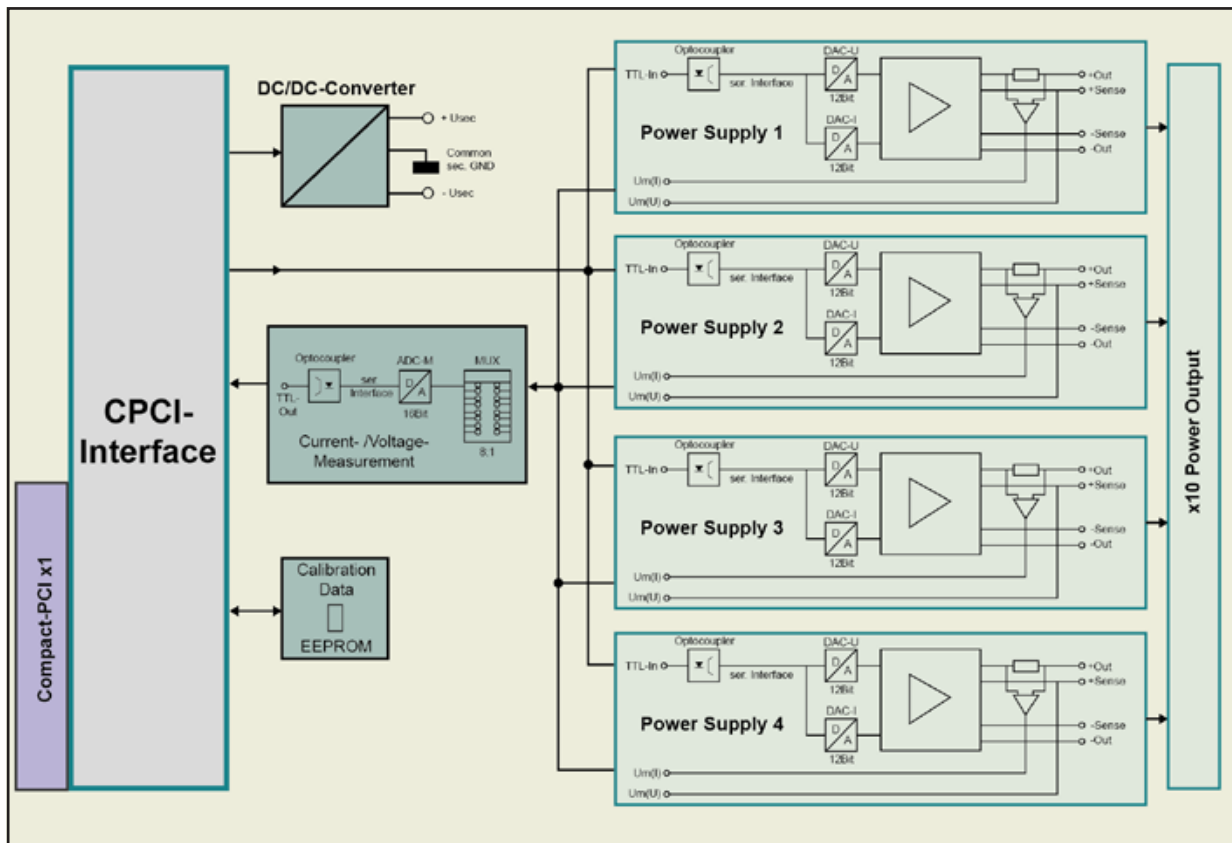 Compact-PCI x1
CPCI-
Interface
DC/DC-Converter
+ Usec
Common
sec. GND
- Usec
Optocoupler
ser.
Interface
ADC-M
D
A
16Bit
MUX
8:1
TTL-
Out
Current- /Voltage-
Measurement
Calibration
Data
EEPROM
Optocoupler
DAC-U
TTL-In
ser. Interface
D
A
12Bit
+Out
+Sense
Power Supply 1
DAC-I
D
A
12Bit
-Sense
-Out
Um(I)
Um(U)
Optocoupler
DAC-U
TTL-In
ser. Interface
D
A
12Bit
+Out
+Sense
Power Supply 2
DAC-I
D
A
12Bit
-Sense
-Out
Um(I)
Um(U)
Optocoupler
DAC-U
TTL-In
ser. Interface
D
A
12Bit
+Out
+Sense
Power Supply 3
DAC-I
D
A
12Bit
-Sense
-Out
Um(I)
Um(U)
Optocoupler
DAC-U
TTL-In
ser. Interface
D
A
12Bit
+Out
+Sense
Power Supply 4
DAC-I
D
A
12Bit
-Sense
-Out
Um(I)
Um(U)
x10 Power Output